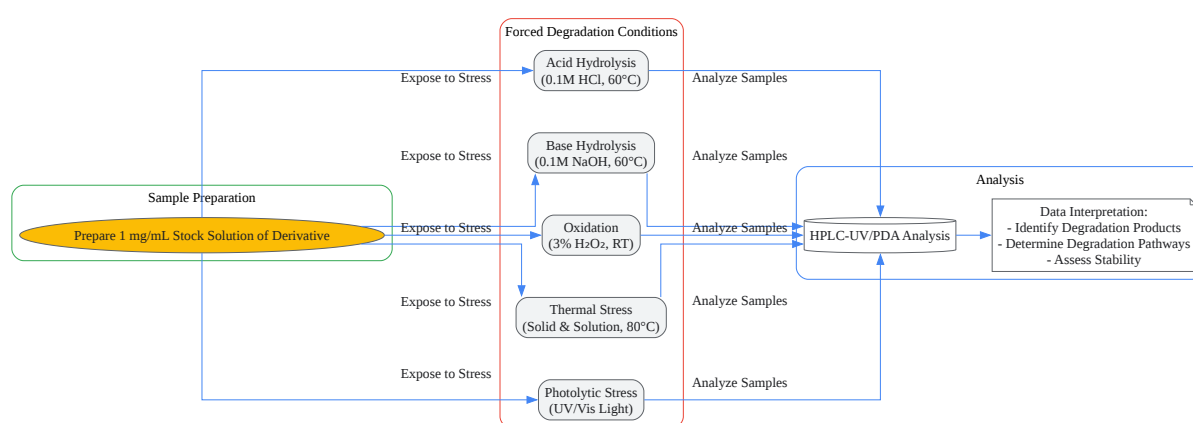 Forced Degradation Conditions
Acid Hydrolysis
(0.1M HCl, 60°C)
Expose to Stress
Analyze Samples
Base Hydrolysis
(0.1M NaOH, 60°C)
Expose to Stress
Analyze Samples
Sample Preparation
Prepare 1 mg/mL Stock Solution of Derivative
Expose to Stress
Oxidation
(3% H₂O₂, RT)
Analyze Samples
Analysis
HPLC-UV/PDA Analysis
Data Interpretation:
- Identify Degradation Products
- Determine Degradation Pathways
- Assess Stability
Expose to Stress
Thermal Stress
(Solid & Solution, 80°C)
Analyze Samples
Expose to Stress
Photolytic Stress
(UV/Vis Light)
Analyze Samples